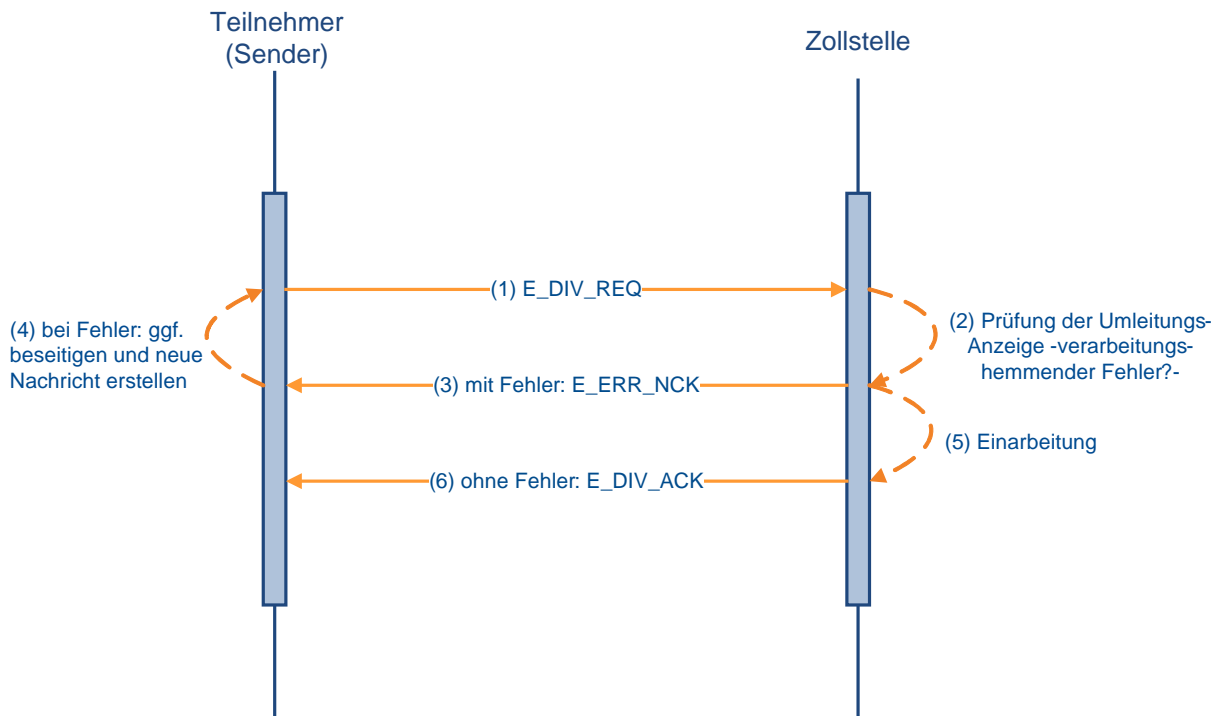 Teilnehmer
(Sender)
Zollstelle
(1) E_DIV_REQ
(2) Prüfung der Umleitungs-
Anzeige -verarbeitungs-
hemmender Fehler?-
(4) bei Fehler: ggf.
beseitigen und neue
Nachricht erstellen
(3) mit Fehler: E_ERR_NCK
(5) Einarbeitung
(6) ohne Fehler: E_DIV_ACK